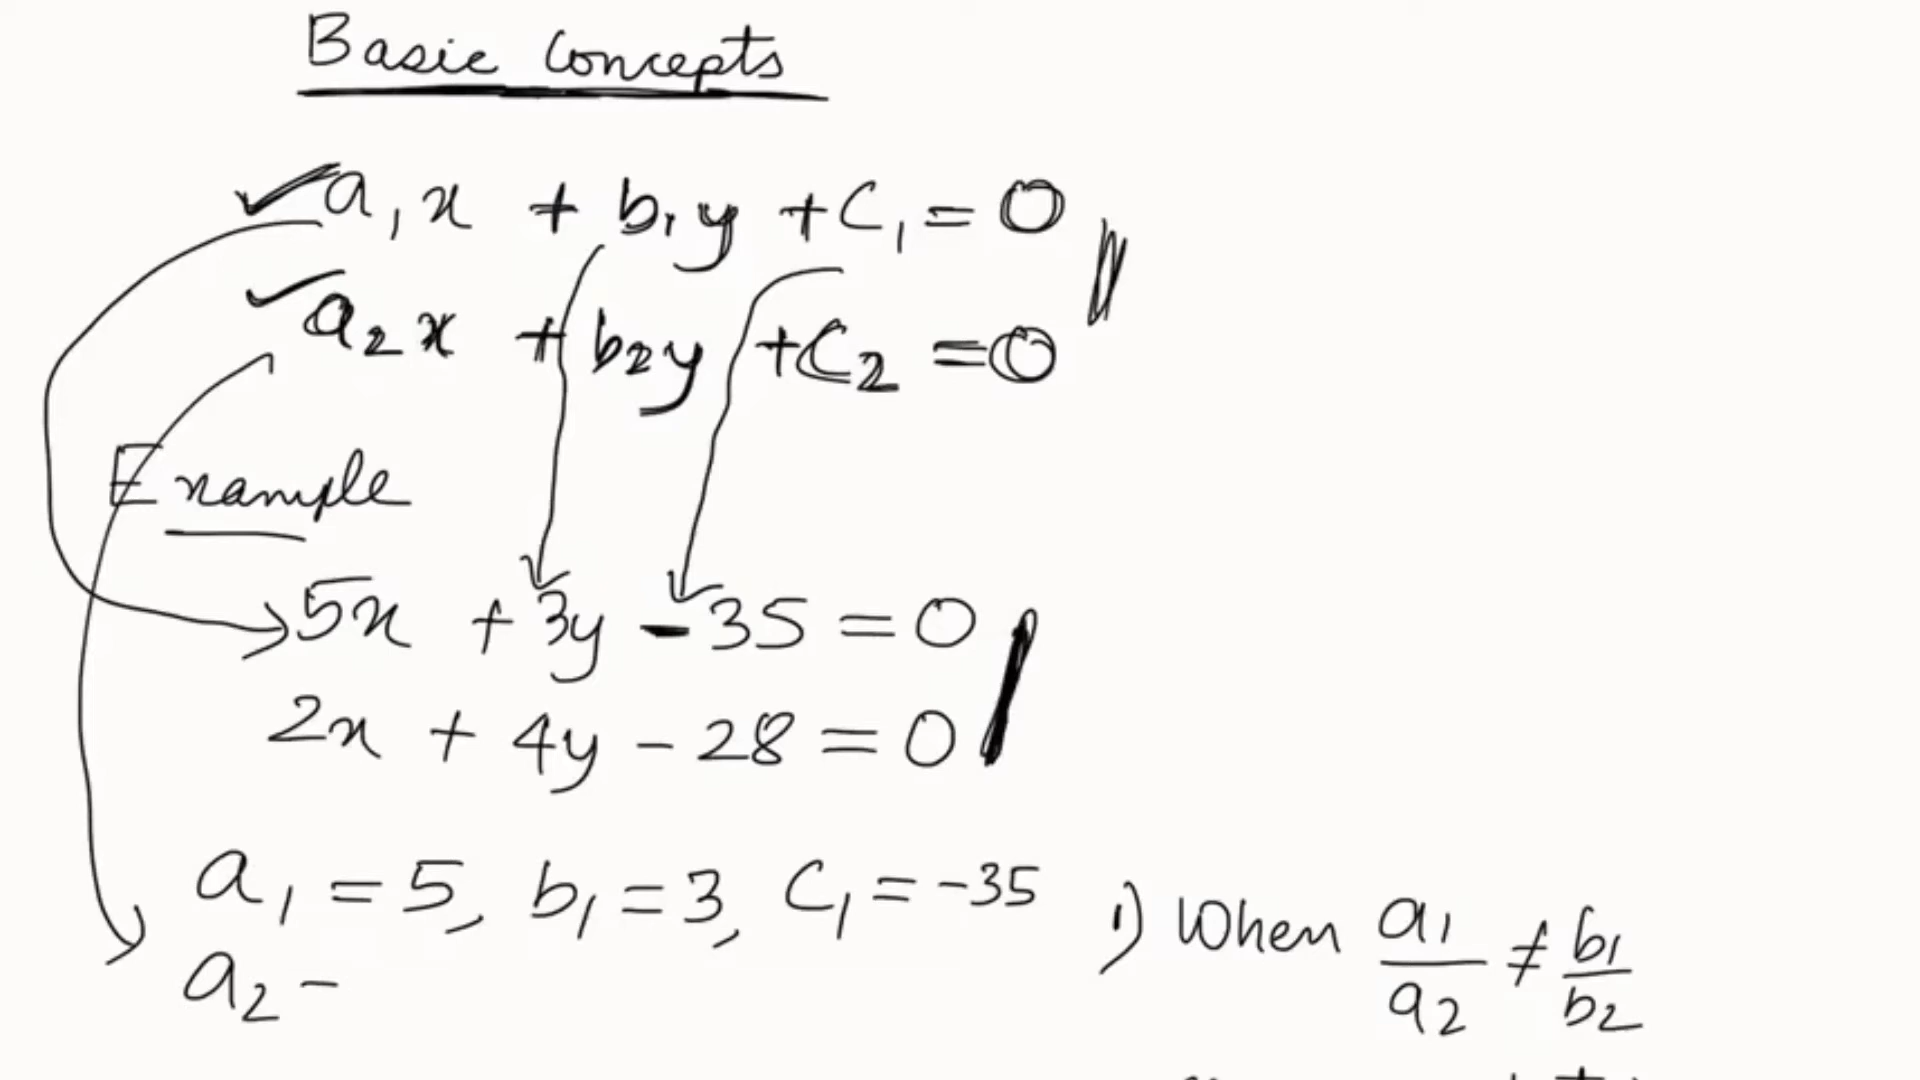 Basic Concepts
a₁x + b₁y + C₁ = 0
a₂x + b₂y + C₂ = 0
Example
5x + 3y - 35 = 0
2x + 4y - 28 = 0
a₁ = 5, b₁ = 3, C₁ = -35
a₂ -
i) When a₁/a₂ ≠ b₁/b₂